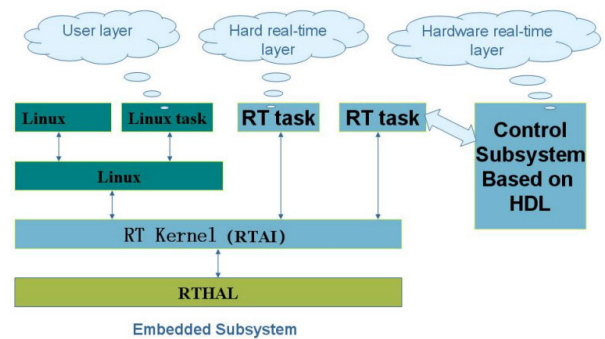 User layer
Hard real-time
layer
Hardware real-time
layer
Linux
Linux task
RT task
RT task
Control
Subsystem
Based on
HDL
Linux
RT Kernel (RTAI)
RTHAL
Embedded Subsystem